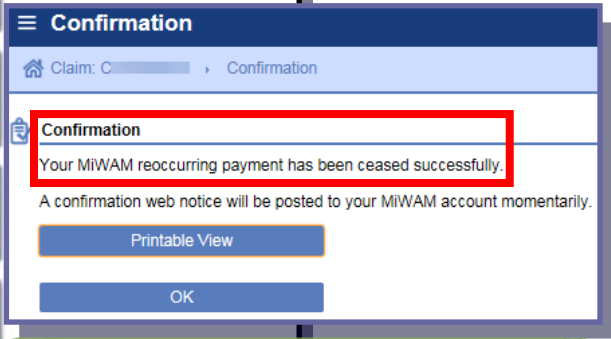 Confirmation
Claim: C › Confirmation
Confirmation
Your MiWAM reoccurring payment has been ceased successfully.
A confirmation web notice will be posted to your MiWAM account momentarily.
Printable View
OK